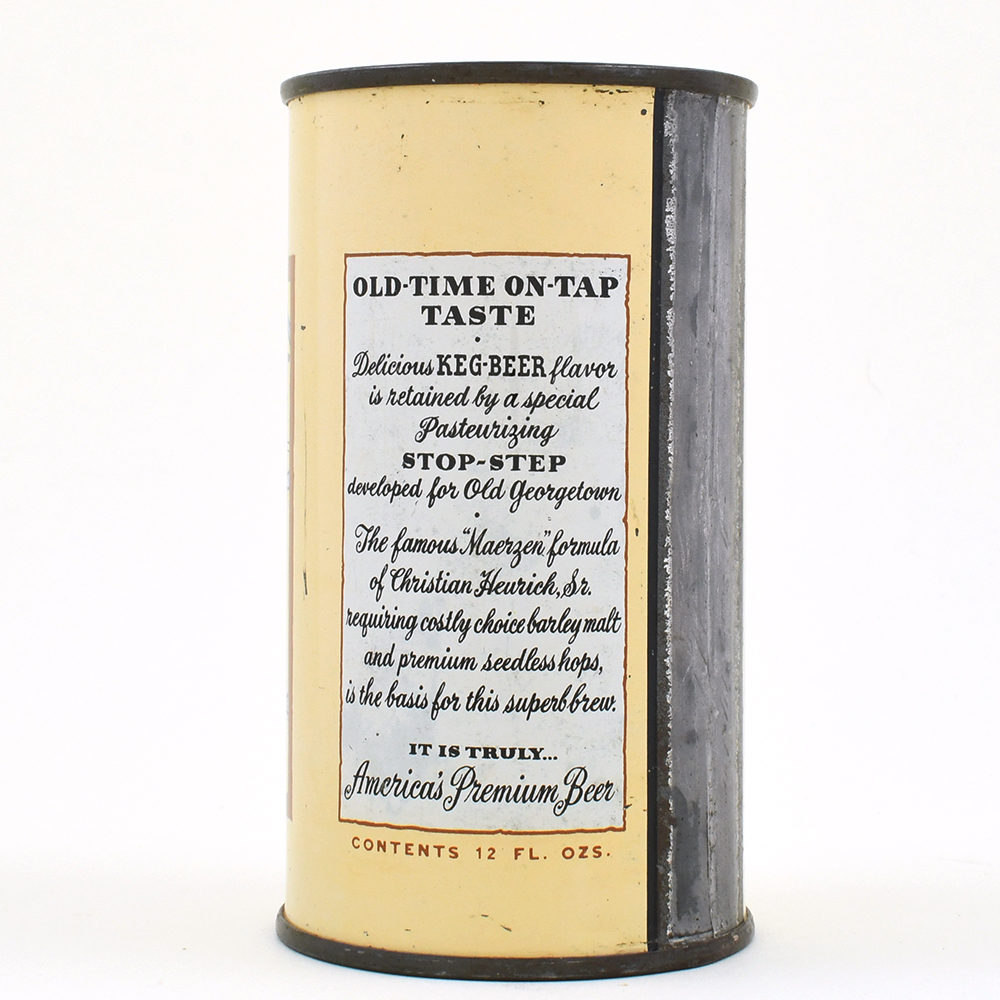 OLD-TIME ON-TAP
TASTE
Delicious KEG-BEER flavor
is retained by a special
Pasteurizing
STOP-STEP
developed for Old Georgetown
The famous "Maerzen" formula
of Christian Heurich, Sr.
requiring costly choice barley malt
and premium seedless hops,
is the basis for this superb brew.
IT IS TRULY...
America's Premium Beer
CONTENTS 12 FL. OZS.